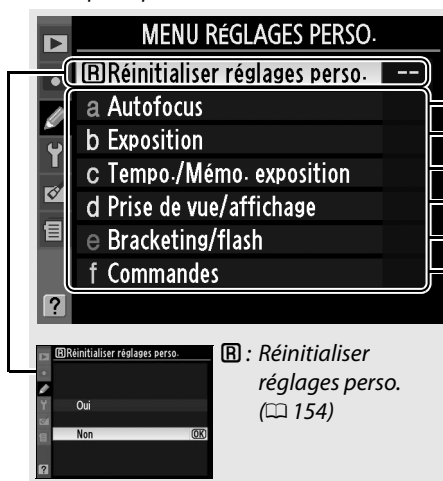 MENU RÉGLAGES PERSO.
R Réinitialiser réglages perso. --
a Autofocus
b Exposition
c Tempo./Mémo. exposition
d Prise de vue/affichage
e Bracketing/flash
f Commandes
?
R Réinitialiser réglages perso.
Oui
Non OK
?
R : Réinitialiser
réglages perso.
(📖 154)